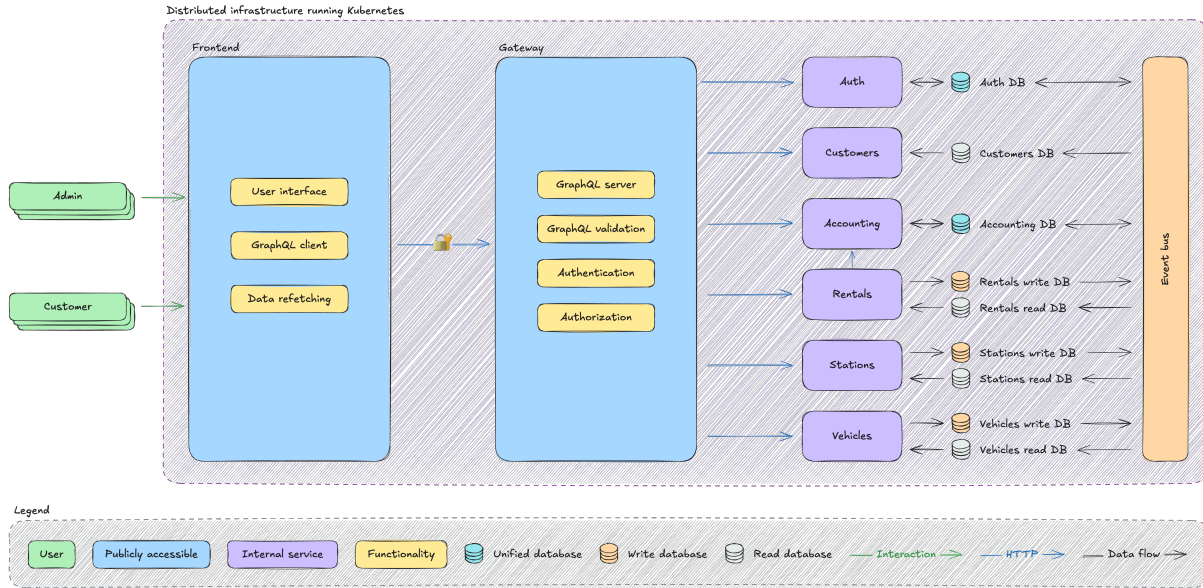 Distributed infrastructure running Kubernetes
Frontend
Gateway
Admin
Customer
User interface
GraphQL client
Data refetching
GraphQL server
GraphQL validation
Authentication
Authorization
Auth
Customers
Accounting
Rentals
Stations
Vehicles
Auth DB
Customers DB
Accounting DB
Rentals write DB
Rentals read DB
Stations write DB
Stations read DB
Vehicles write DB
Vehicles read DB
Event bus
Legend
User
Publicly accessible
Internal service
Functionality
Unified database
Write database
Read database
Interaction
HTTP
Data flow